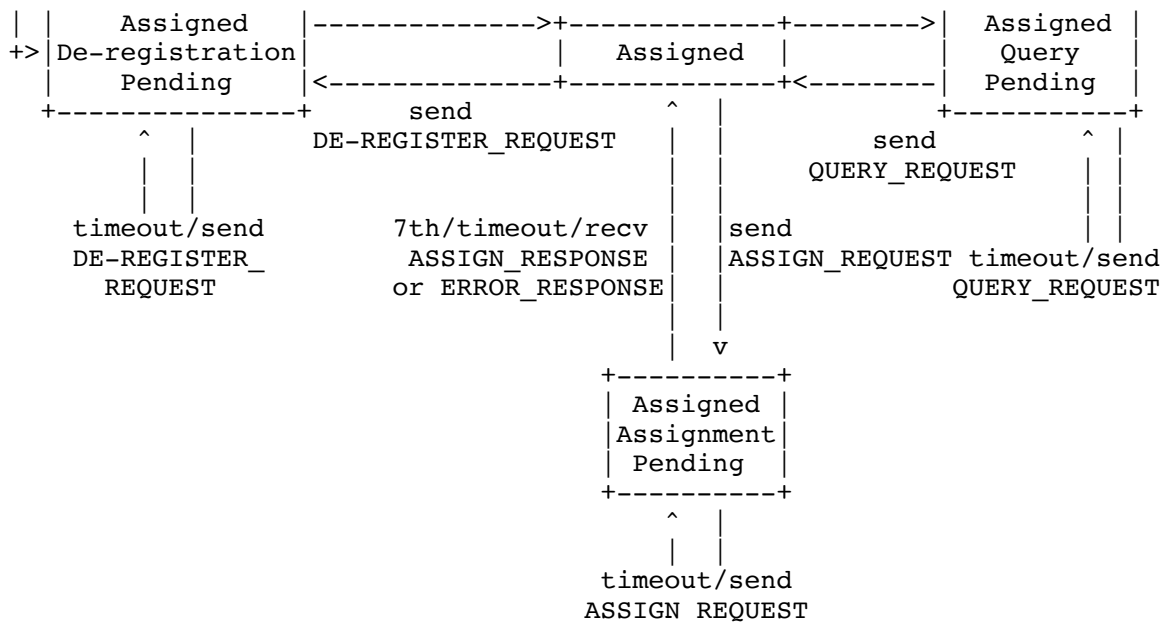 | |     Assigned    |--------------->+-------------+-------->|  Assigned |
+>|De-registration|                | Assigned |          |   Query   |
|     Pending     |<---------------+-------------+<--------|  Pending  |
+---------------+      send            ^  |             +-----------+
^  |       DE-REGISTER_REQUEST    |  |      send          ^ |
|  |                              |  |  QUERY_REQUEST     | |
|  |                              |  |                    | |
timeout/send      7th/timeout/recv |  |send                | |
DE-REGISTER_       ASSIGN_RESPONSE |  |ASSIGN_REQUEST timeout/send
REQUEST       or ERROR_RESPONSE|  |            QUERY_REQUEST
|  |
|  v
+----------+
| Assigned |
|Assignment|
| Pending  |
+----------+
^  |
|  |
timeout/send
ASSIGN REQUEST